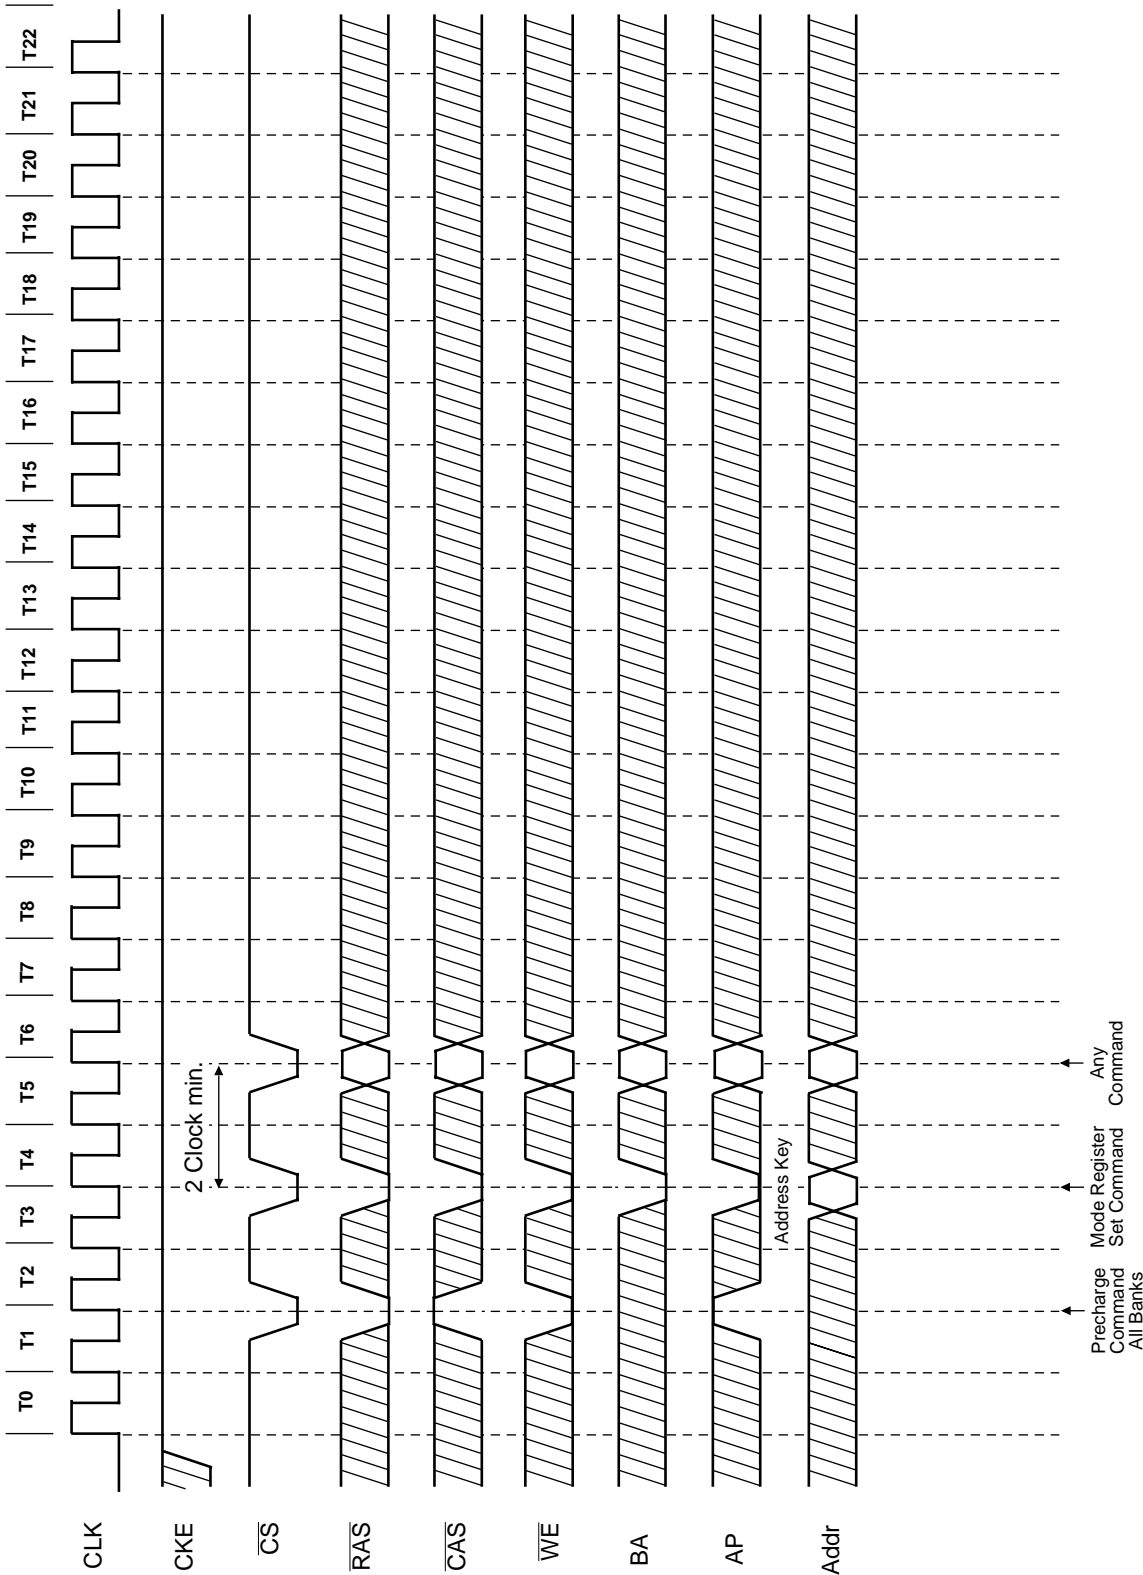 T0 T1 T2 T3 T4 T5 T6 T7 T8 T9 T10 T11 T12 T13 T14 T15 T16 T17 T18 T19 T20 T21 T22
CLK
CKE
2 Clock min.
CS
RAS
CAS
WE
BA
AP
Address Key
Addr
Precharge
Command
All Banks
Mode Register
Set Command
Any
Command